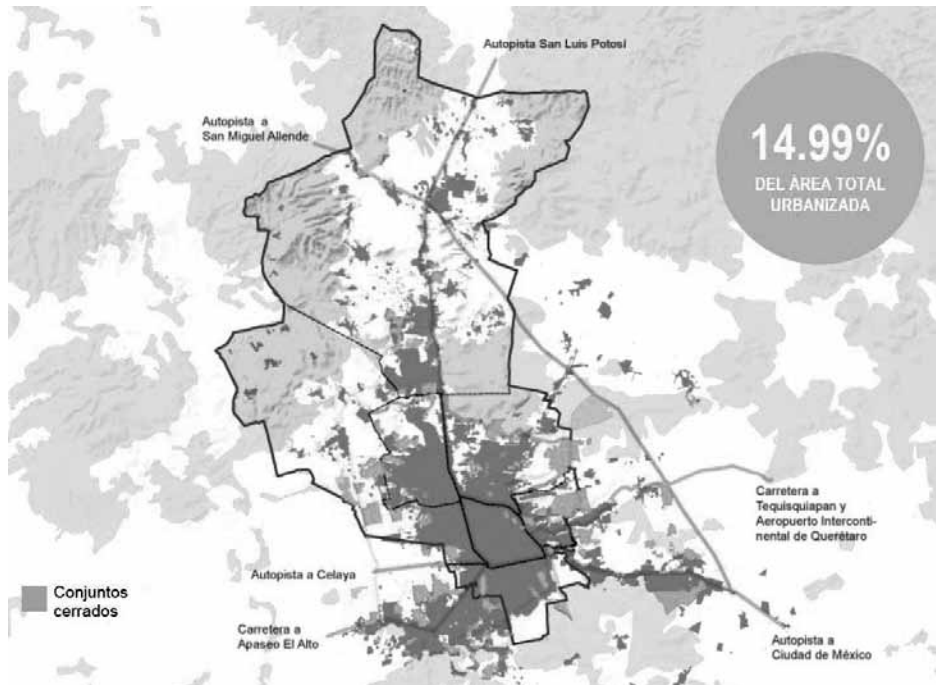 Autopista San Luis Potosí
Autopista a
San Miguel Allende
14.99%
DEL ÁREA TOTAL
URBANIZADA
Carretera a
Tequisquiapan y
Aeropuerto Interconti-
nental de Querétaro
Autopista a Celaya
Conjuntos
cerrados
Carretera a
Apaseo El Alto
Autopista a
Ciudad de México